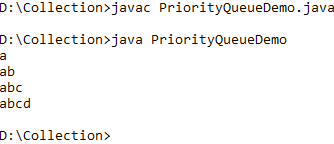 D:\Collection>javac PriorityQueueDemo.java
D:\Collection>java PriorityQueueDemo
a
ab
abc
abcd
D:\Collection>